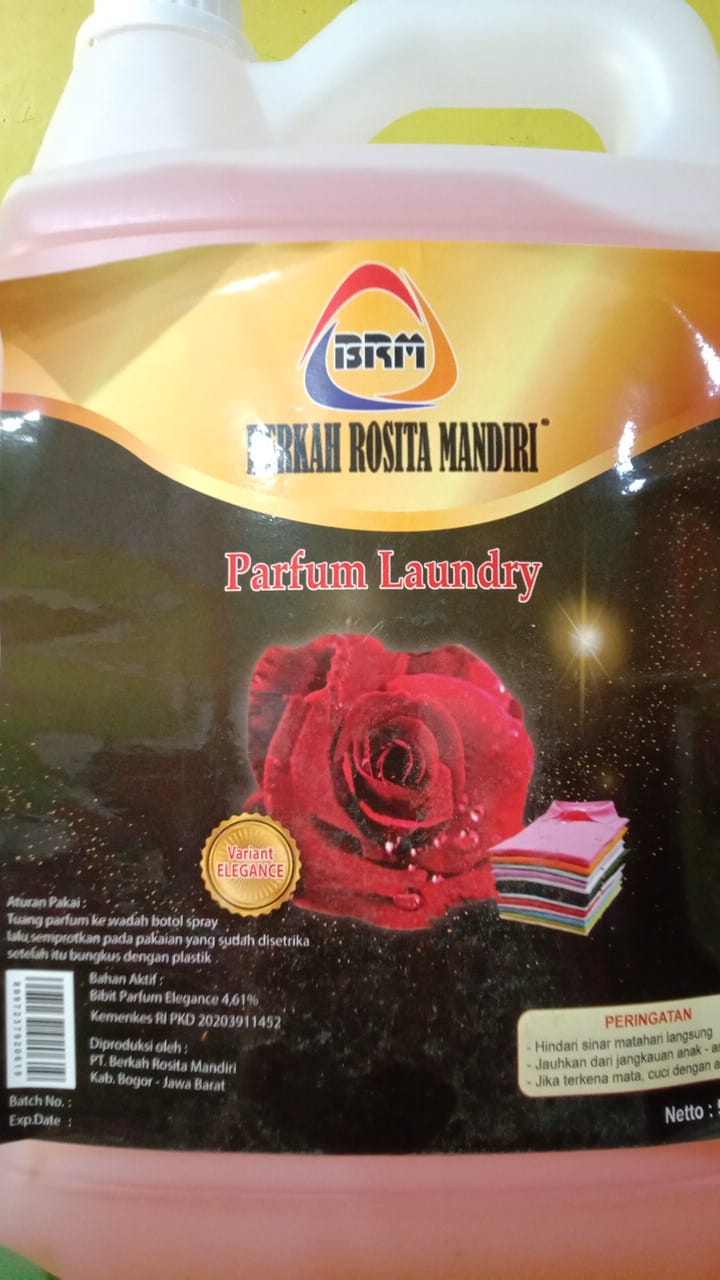 BRM
BERKAH ROSITA MANDIRI
Parfum Laundry
Variant
ELEGANCE
Aturan Pakai :
Tuang parfum ke wadah botol spray
lalu semprotkan pada pakaian yang sudah disetrika
setelah itu bungkus dengan plastik
Bahan Aktif :
Bibit Parfum Elegance 4,61%
Kemenkes RI PKD 20203911452
Diproduksi oleh :
PT. Berkah Rosita Mandiri
Kab. Bogor - Jawa Barat
Batch No. :
Exp.Date :
PERINGATAN
- Hindari sinar matahari langsung
- Jauhkan dari jangkauan anak -
- Jika terkena mata, cuci dengan
Netto :